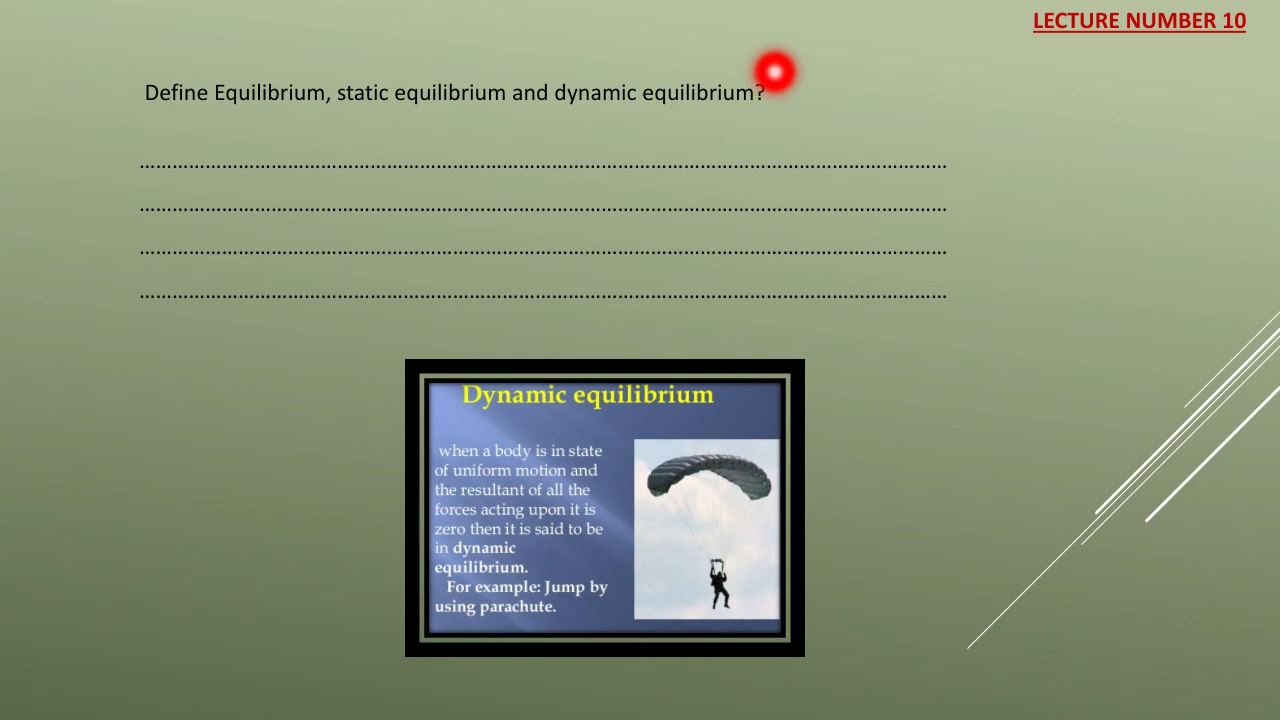 LECTURE NUMBER 10
Define Equilibrium, static equilibrium and dynamic equilibrium?
………………………………………………………………………………………………………………………………
………………………………………………………………………………………………………………………………
………………………………………………………………………………………………………………………………
………………………………………………………………………………………………………………………………
Dynamic equilibrium
when a body is in state
of uniform motion and
the resultant of all the
forces acting upon it is
zero then it is said to be
in dynamic
equilibrium.
For example: Jump by
using parachute.